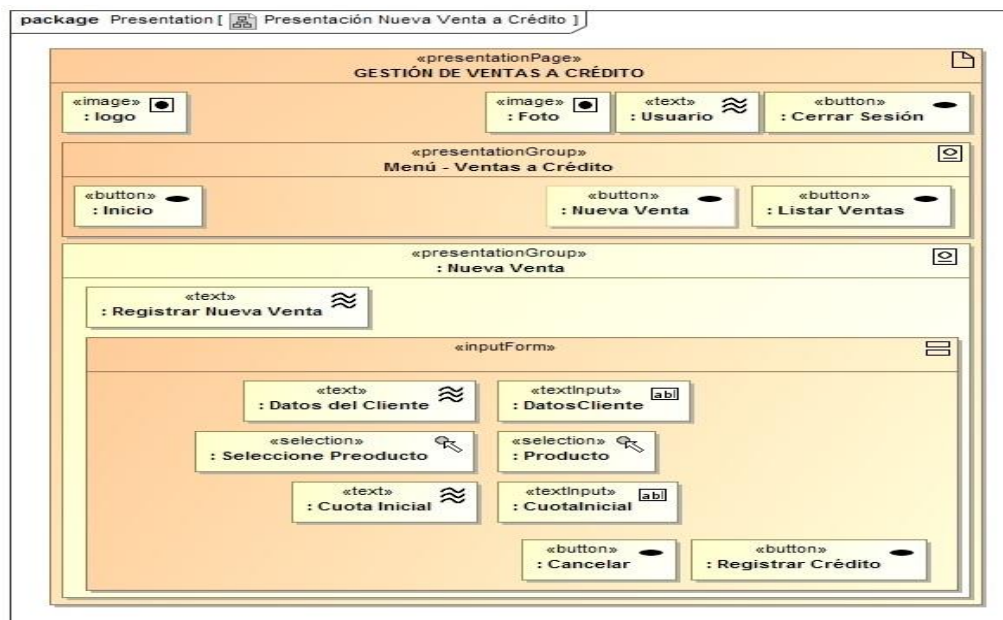 package Presentation [ Presentación Nueva Venta a Crédito ]
«presentationPage»
GESTIÓN DE VENTAS A CRÉDITO
«image»
: logo
«image»
: Foto
«text»
: Usuario
«button»
: Cerrar Sesión
«presentationGroup»
Menú - Ventas a Crédito
«button»
: Inicio
«button»
: Nueva Venta
«button»
: Listar Ventas
«presentationGroup»
: Nueva Venta
«text»
: Registrar Nueva Venta
«inputForm»
«text»
: Datos del Cliente
«textInput»
: DatosCliente
abI
«selection»
: Seleccione Preoducto
«selection»
: Producto
«text»
: Cuota Inicial
«textInput»
: CuotaInicial
abI
«button»
: Cancelar
«button»
: Registrar Crédito